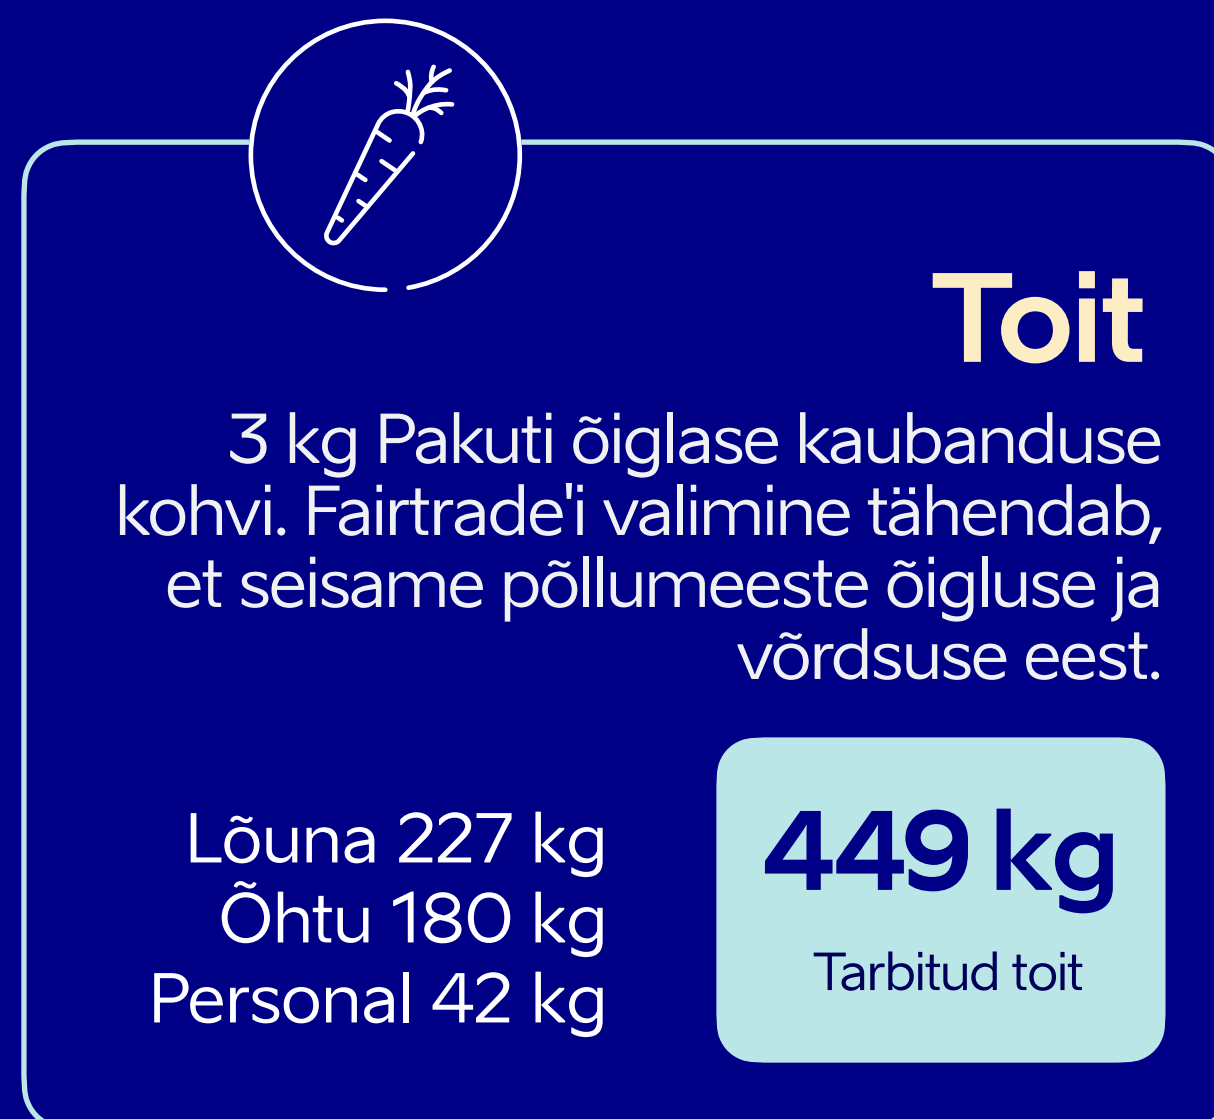 Toit
3 kg Pakuti õiglase kaubanduse
kohvi. Fairtrade'i valimine tähendab,
et seisame põllumeeste õigluse ja
võrdsuse eest.
Lõuna 227 kg
Õhtu 180 kg
Personal 42 kg
449 kg
Tarbitud toit